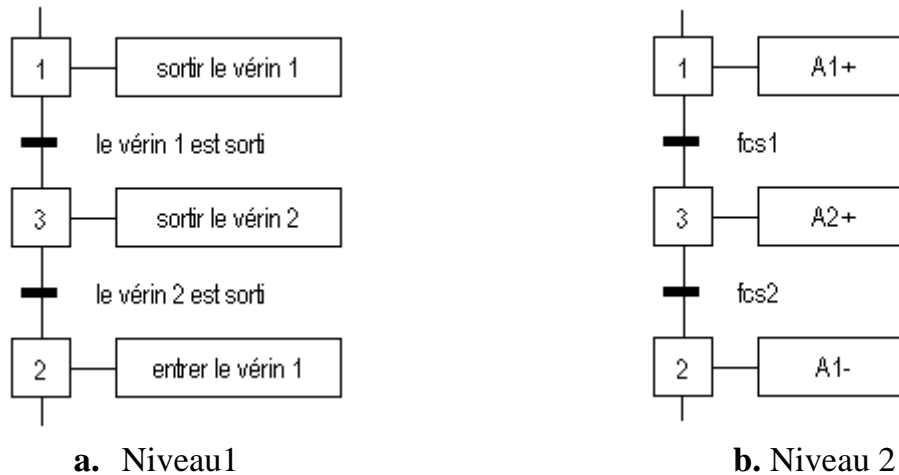 1 sortir le vérin 1
le vérin 1 est sorti
3 sortir le vérin 2
le vérin 2 est sorti
2 entrer le vérin 1
a. Niveau1
1 A1+
fcs1
3 A2+
fcs2
2 A1-
b. Niveau 2